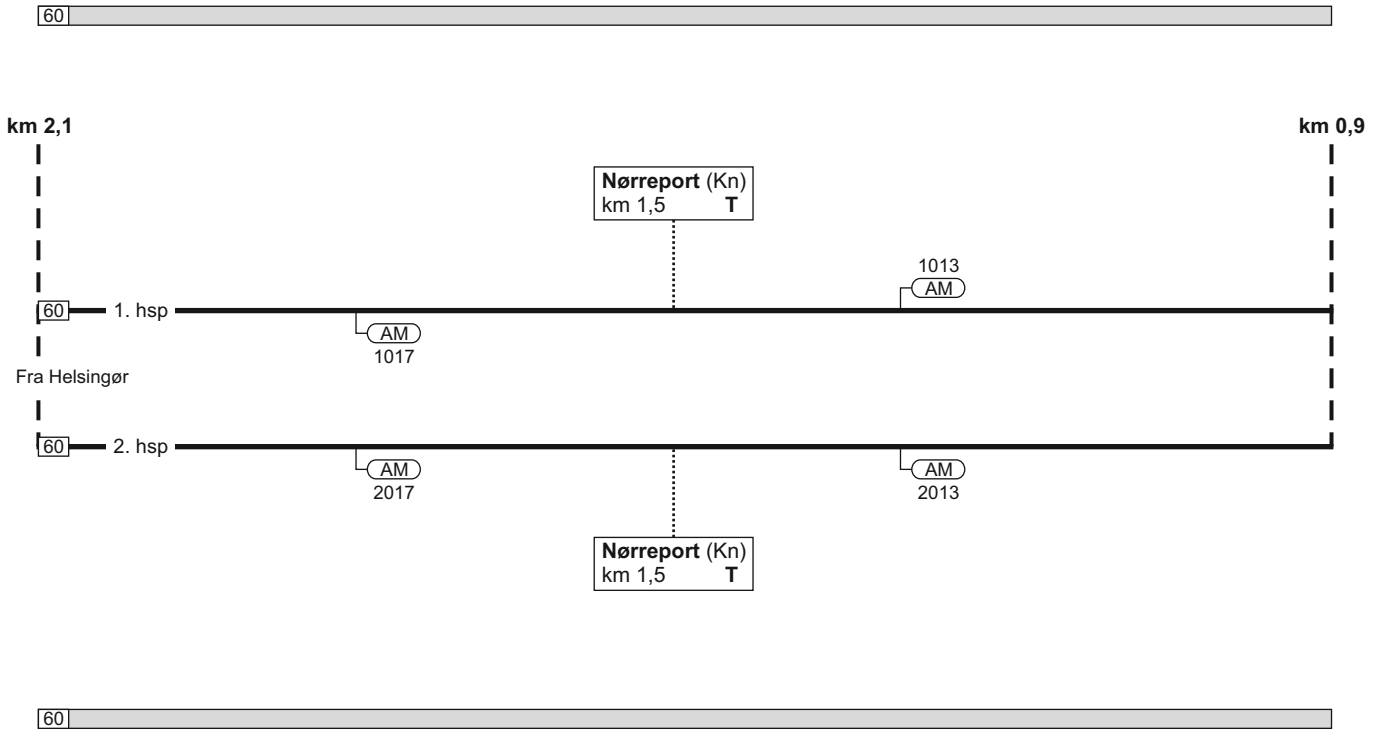 60
km 2,1
km 0,9
Nørreport (Kn)
km 1,5 T
1013
AM
60
1. hsp
AM
1017
Fra Helsingør
60
2. hsp
AM
2017
AM
2013
Nørreport (Kn)
km 1,5 T
60